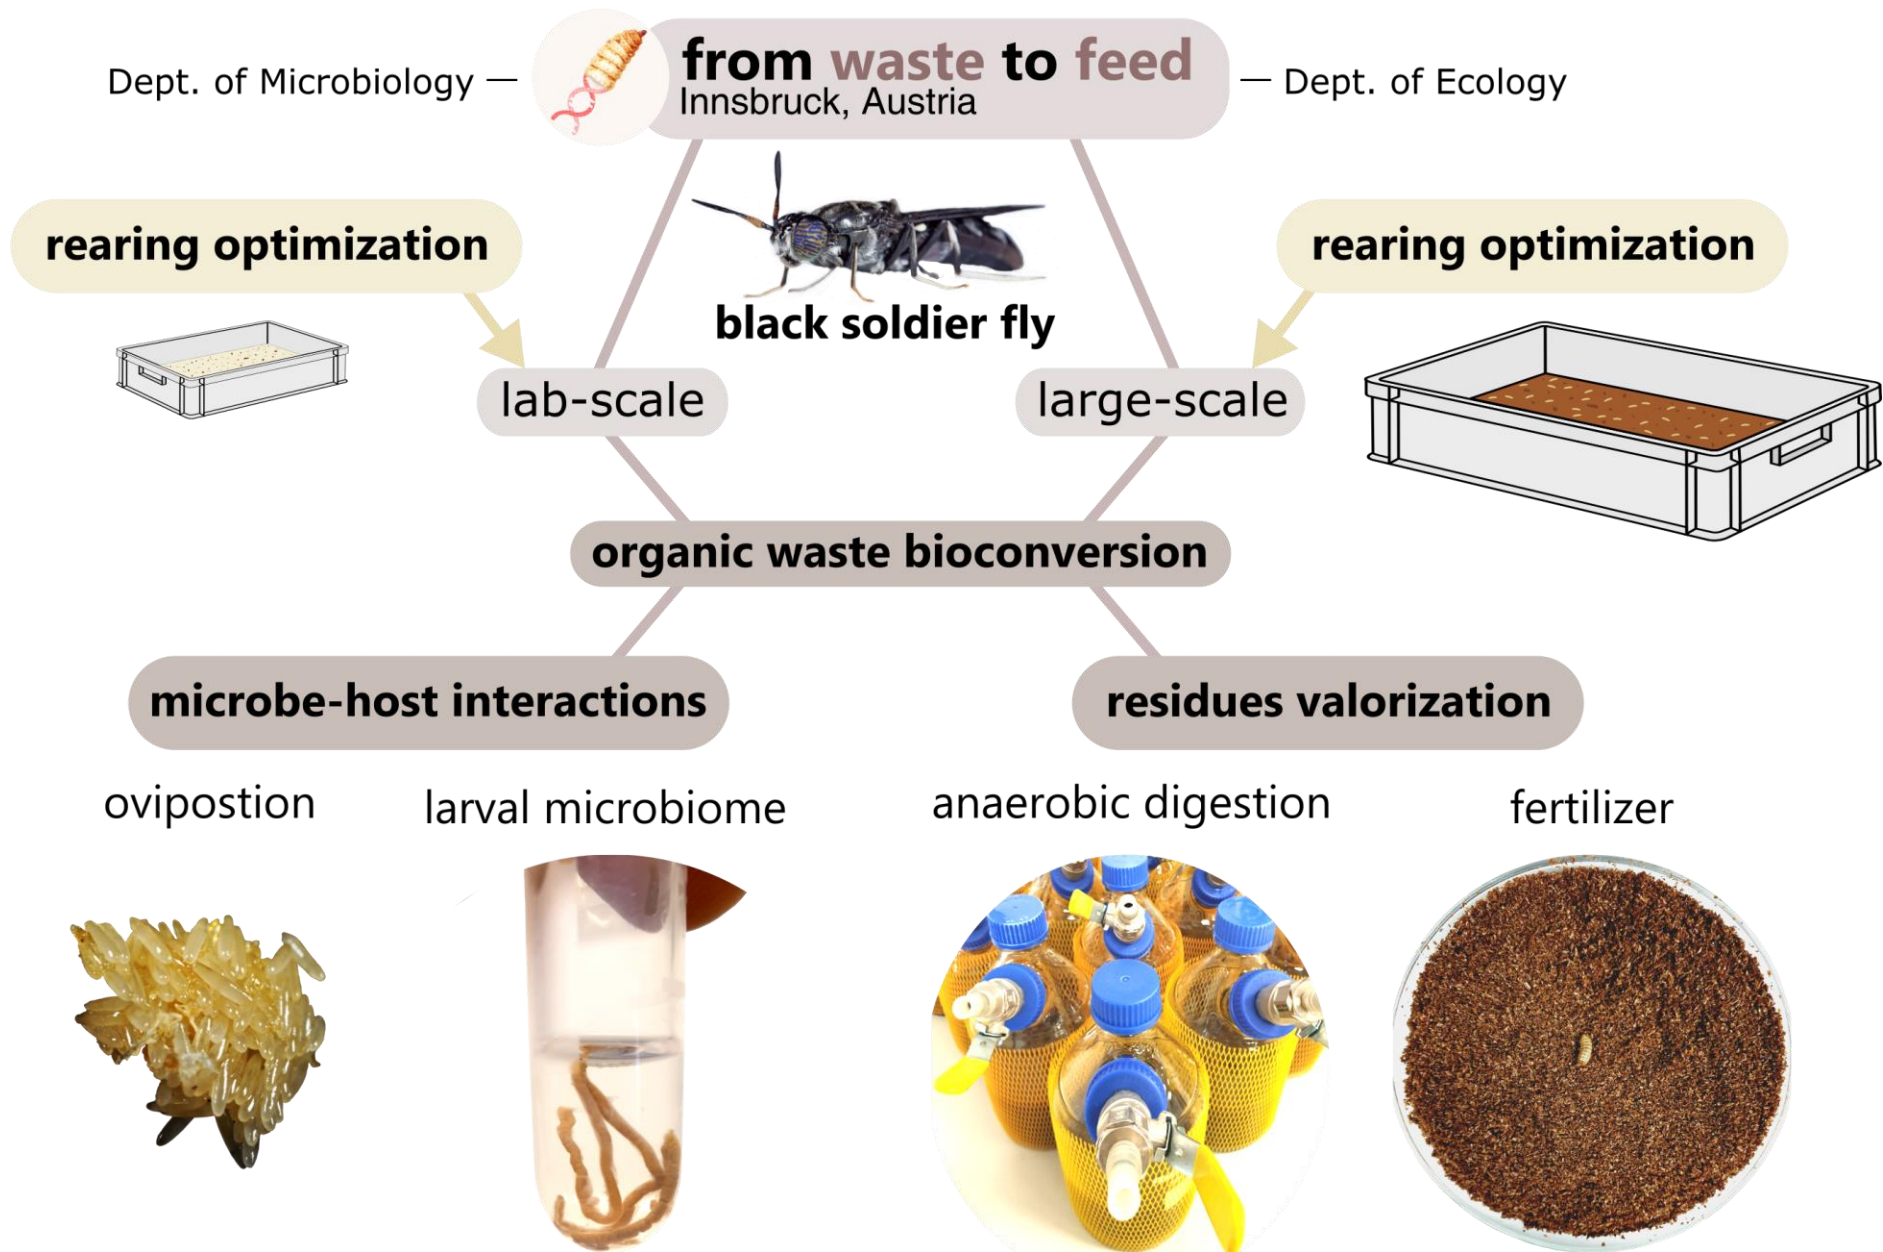 from waste to feed
Innsbruck, Austria
Dept. of Microbiology
Dept. of Ecology
rearing optimization
rearing optimization
black soldier fly
lab-scale
large-scale
organic waste bioconversion
microbe-host interactions
residues valorization
ovipostion
larval microbiome
anaerobic digestion
fertilizer